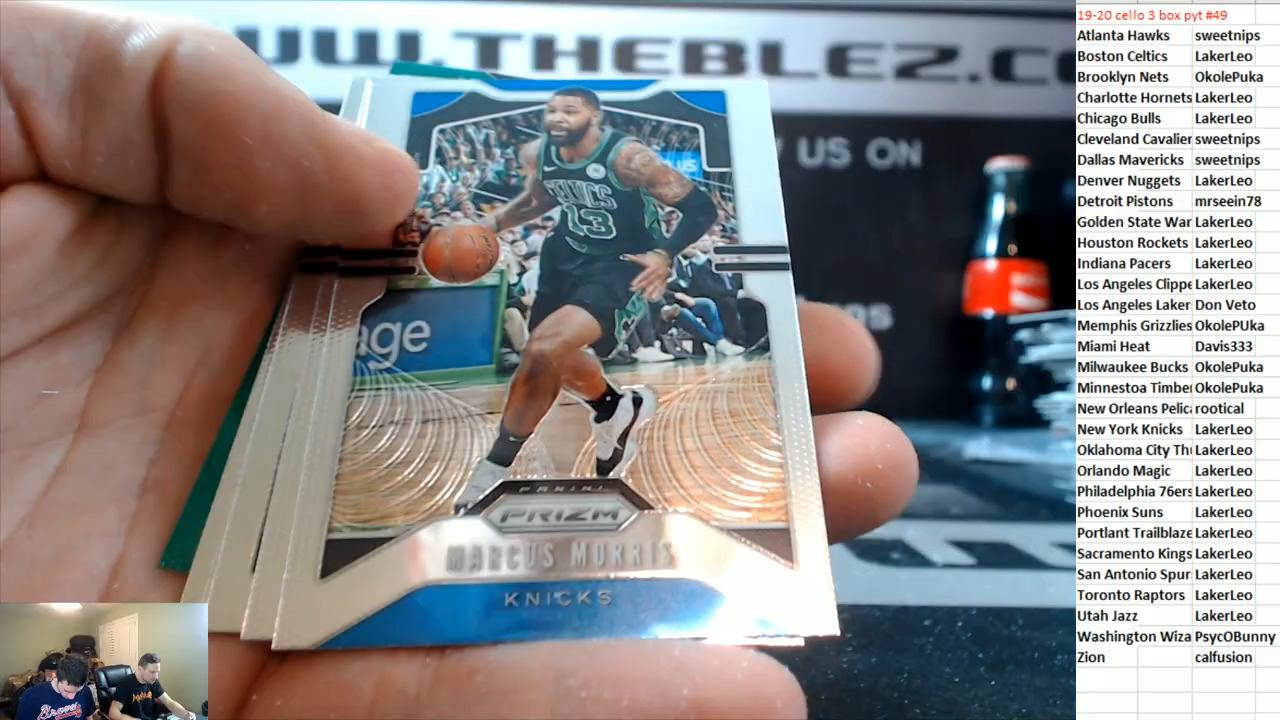 WWW.THEBLEZ.C
W US ON
CELTICS
13
age
PANINI
PRIZM
MARCUS MORRIS
KNICKS
Braves
19-20 cello 3 box pyt #49
Atlanta Hawks sweetnips
Boston Celtics LakerLeo
Brooklyn Nets OkolePuka
Charlotte Hornets LakerLeo
Chicago Bulls LakerLeo
Cleveland Cavalier sweetnips
Dallas Mavericks sweetnips
Denver Nuggets LakerLeo
Detroit Pistons mrseein78
Golden State War LakerLeo
Houston Rockets LakerLeo
Indiana Pacers LakerLeo
Los Angeles Clippe LakerLeo
Los Angeles Laker Don Veto
Memphis Grizzlies OkolePUka
Miami Heat Davis333
Milwaukee Bucks OkolePuka
Minnestoa Timbe OkolePuka
New Orleans Pelic rootical
New York Knicks LakerLeo
Oklahoma City Th LakerLeo
Orlando Magic LakerLeo
Philadelphia 76ers LakerLeo
Phoenix Suns LakerLeo
Portlant Trailblaze LakerLeo
Sacramento Kings LakerLeo
San Antonio Spur LakerLeo
Toronto Raptors LakerLeo
Utah Jazz LakerLeo
Washington Wiza PsycOBunny
Zion calfusion